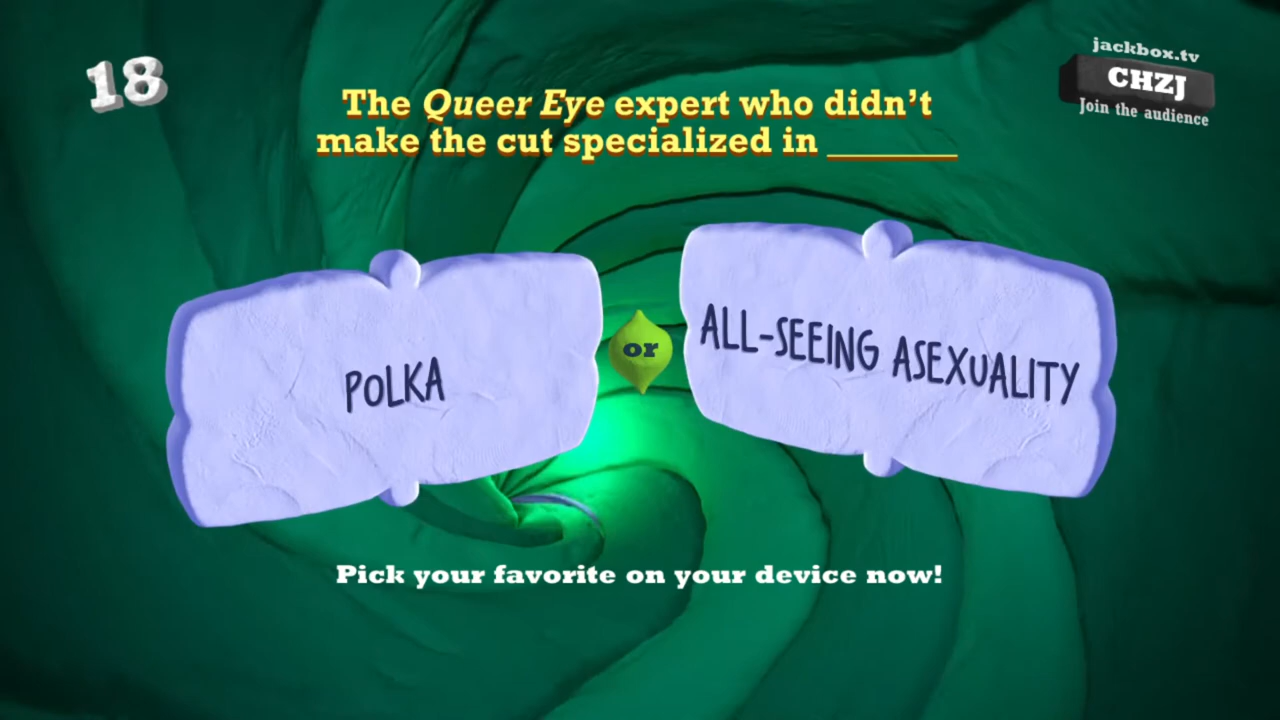 18
jackbox.tv
CHZJ
Join the audience
The Queer Eye expert who didn't
make the cut specialized in _______
POLKA
or
ALL-SEEING ASEXUALITY
Pick your favorite on your device now!